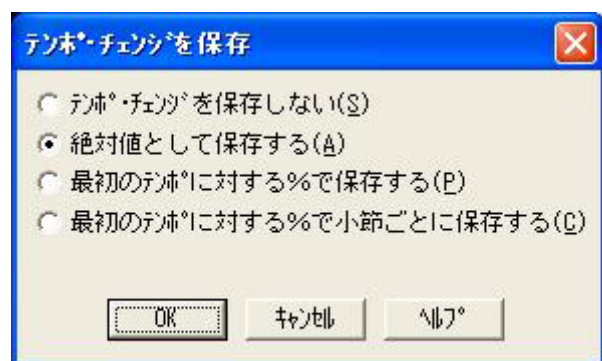 テンポ・チェンジを保存
テンポ・チェンジを保存しない(S)
絶対値として保存する(A)
最初のテンポに対する%で保存する(P)
最初のテンポに対する%で小節ごとに保存する(C)
OK
キャンセル
ヘルプ